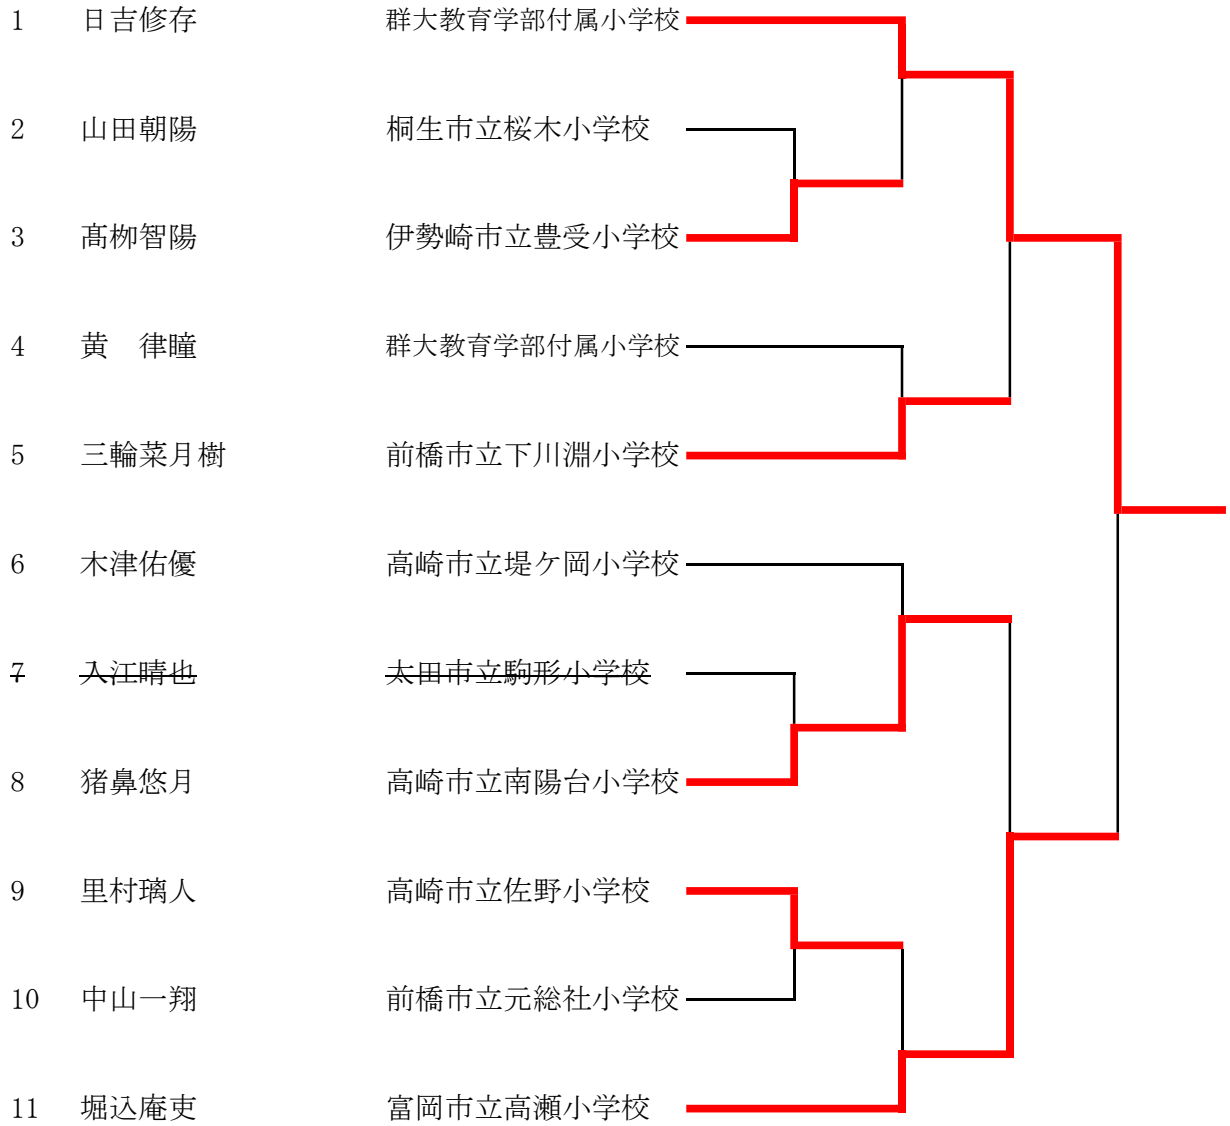 1 日吉修存 群大教育学部付属小学校
2 山田朝陽 桐生市立桜木小学校
3 髙栁智陽 伊勢崎市立豊受小学校
4 黄　律瞳 群大教育学部付属小学校
5 三輪菜月樹 前橋市立下川淵小学校
6 木津佑優 高崎市立堤ケ岡小学校
7 入江晴也 太田市立駒形小学校
8 猪鼻悠月 高崎市立南陽台小学校
9 里村璃人 高崎市立佐野小学校
10 中山一翔 前橋市立元総社小学校
11 堀込庵吏 富岡市立高瀬小学校